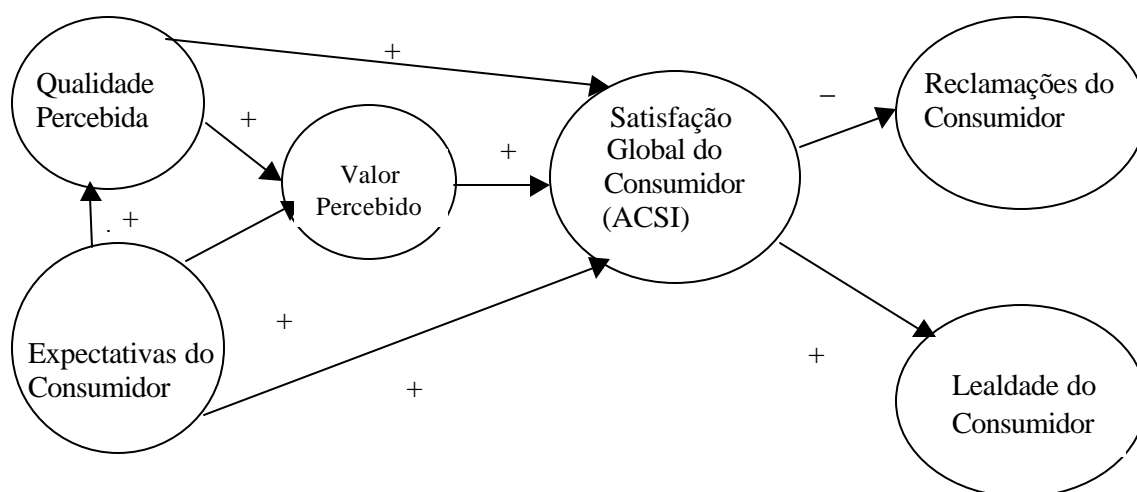 +
Qualidade
Percebida
+
Valor
Percebido
+
Satisfação
Global do
Consumidor
(ACSI)
–
Reclamações do
Consumidor
+
+
+
Expectativas do
Consumidor
+
Lealdade do
Consumidor